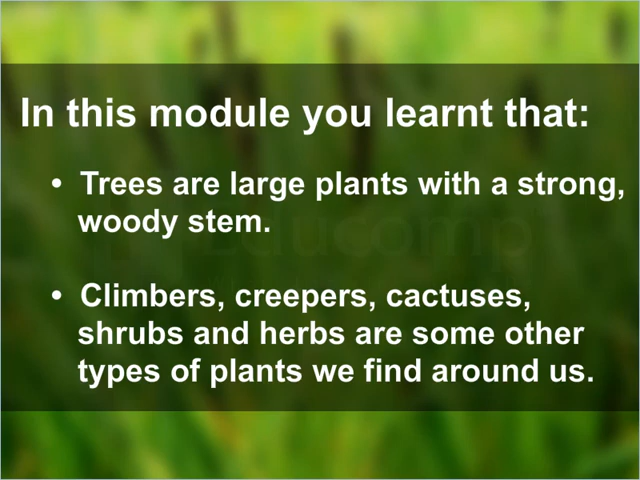 In this module you learnt that:
• Trees are large plants with a strong,
woody stem.
Educomp
• Climbers, creepers, cactuses,
shrubs and herbs are some other
types of plants we find around us.